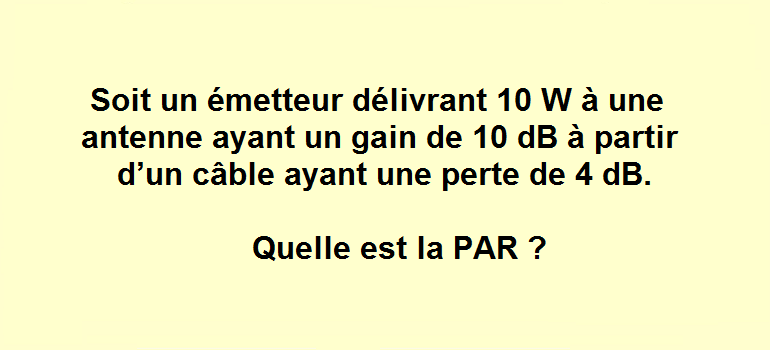 Soit un émetteur délivrant 10 W à une
antenne ayant un gain de 10 dB à partir
d’un câble ayant une perte de 4 dB.
Quelle est la PAR ?